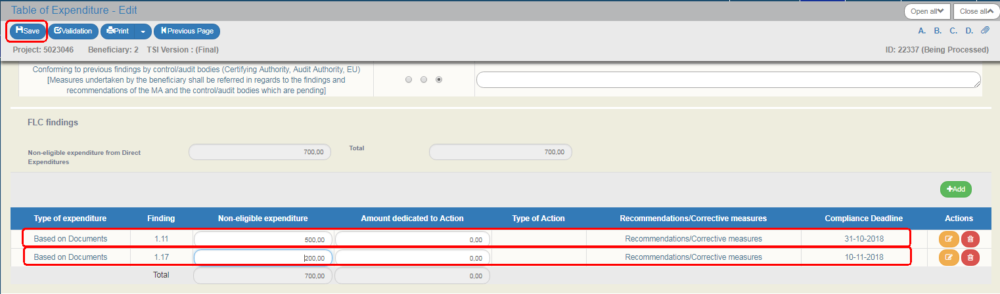 Table of Expenditure - Edit
Open all
Close all
Save
Validation
Print
Previous Page
A. B. C. D.
Project: 5023046 Beneficiary: 2 TSI Version : (Final)
ID: 22337 (Being Processed)
Conforming to previous findings by control/audit bodies (Certifying Authority, Audit Authority, EU)
[Measures undertaken by the beneficiary shall be referred in regards to the findings and
recommendations of the MA and the control/audit bodies which are pending]
FLC findings
Non-eligible expenditure from Direct
Expenditures
700,00
Total
700,00
Add
Type of expenditure Finding Non-eligible expenditure Amount dedicated to Action Type of Action Recommendations/Corrective measures Compliance Deadline Actions
Based on Documents 1.11 500,00 0,00 Recommendations/Corrective measures 31-10-2018
Based on Documents 1.17 200,00 0,00 Recommendations/Corrective measures 10-11-2018
Total 700,00 0,00